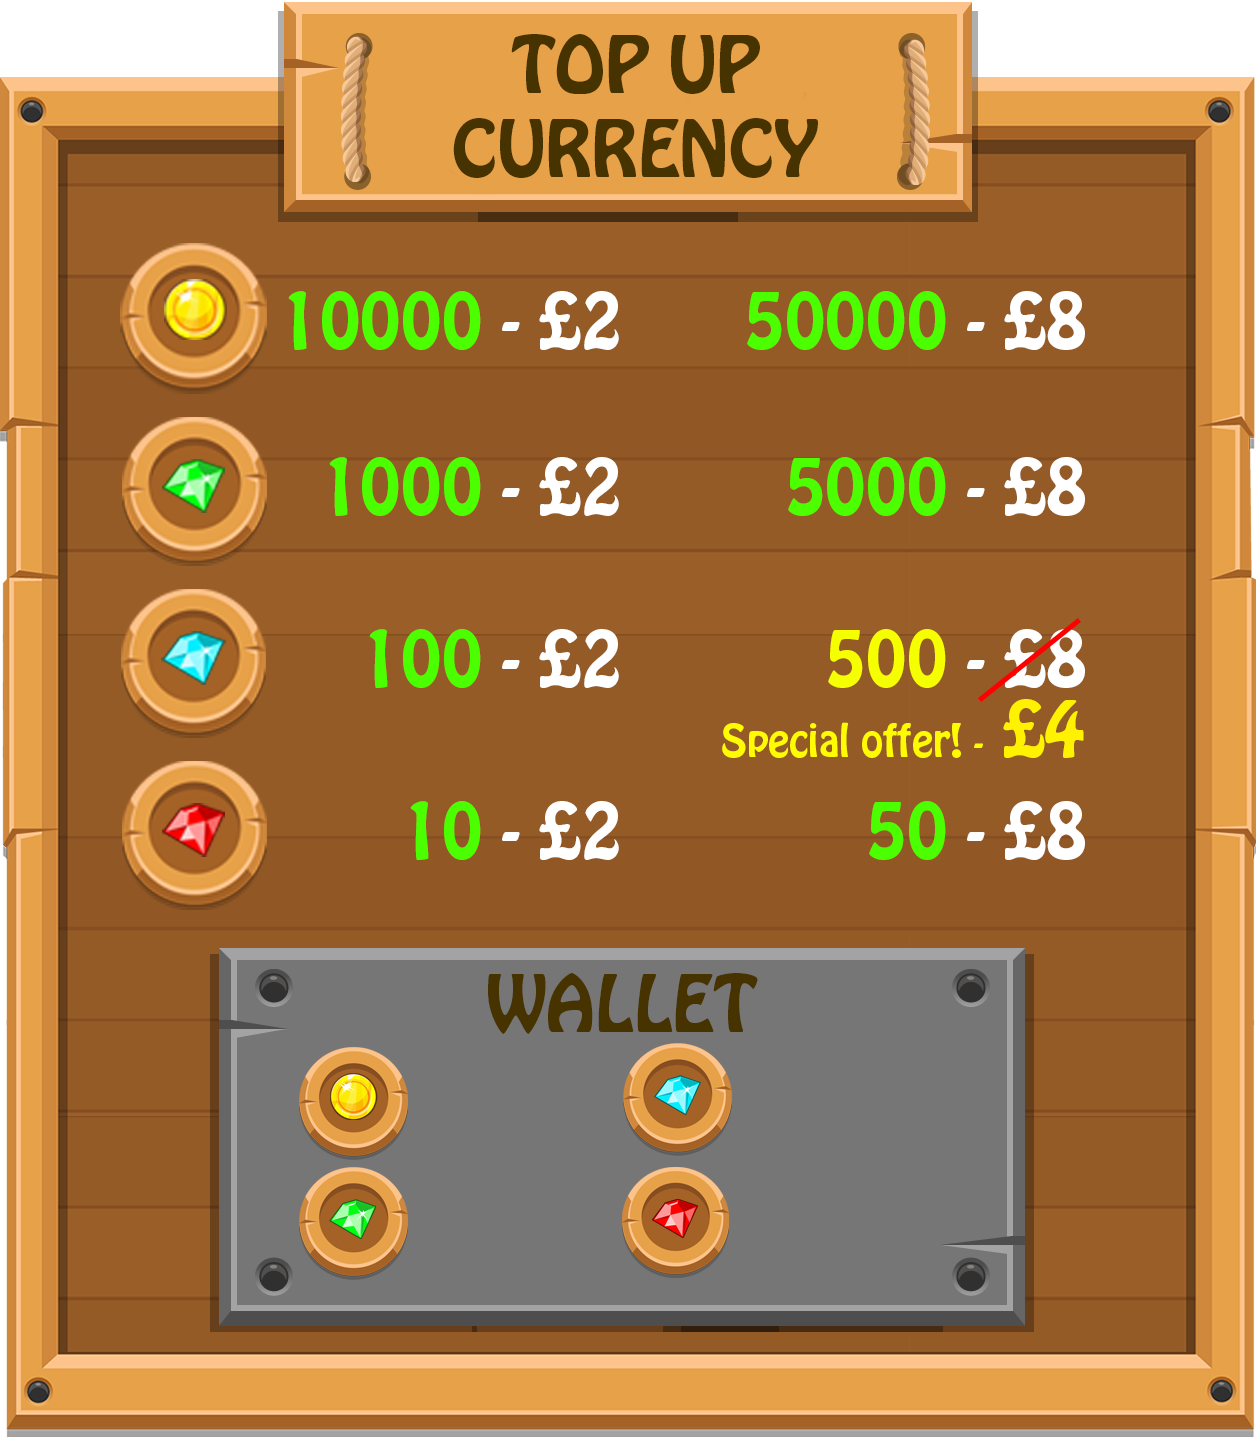 TOP UP
CURRENCY
10000 - £2 50000 - £8
1000 - £2 5000 - £8
100 - £2 500 - £8
Special offer! - £4
10 - £2 50 - £8
WALLET